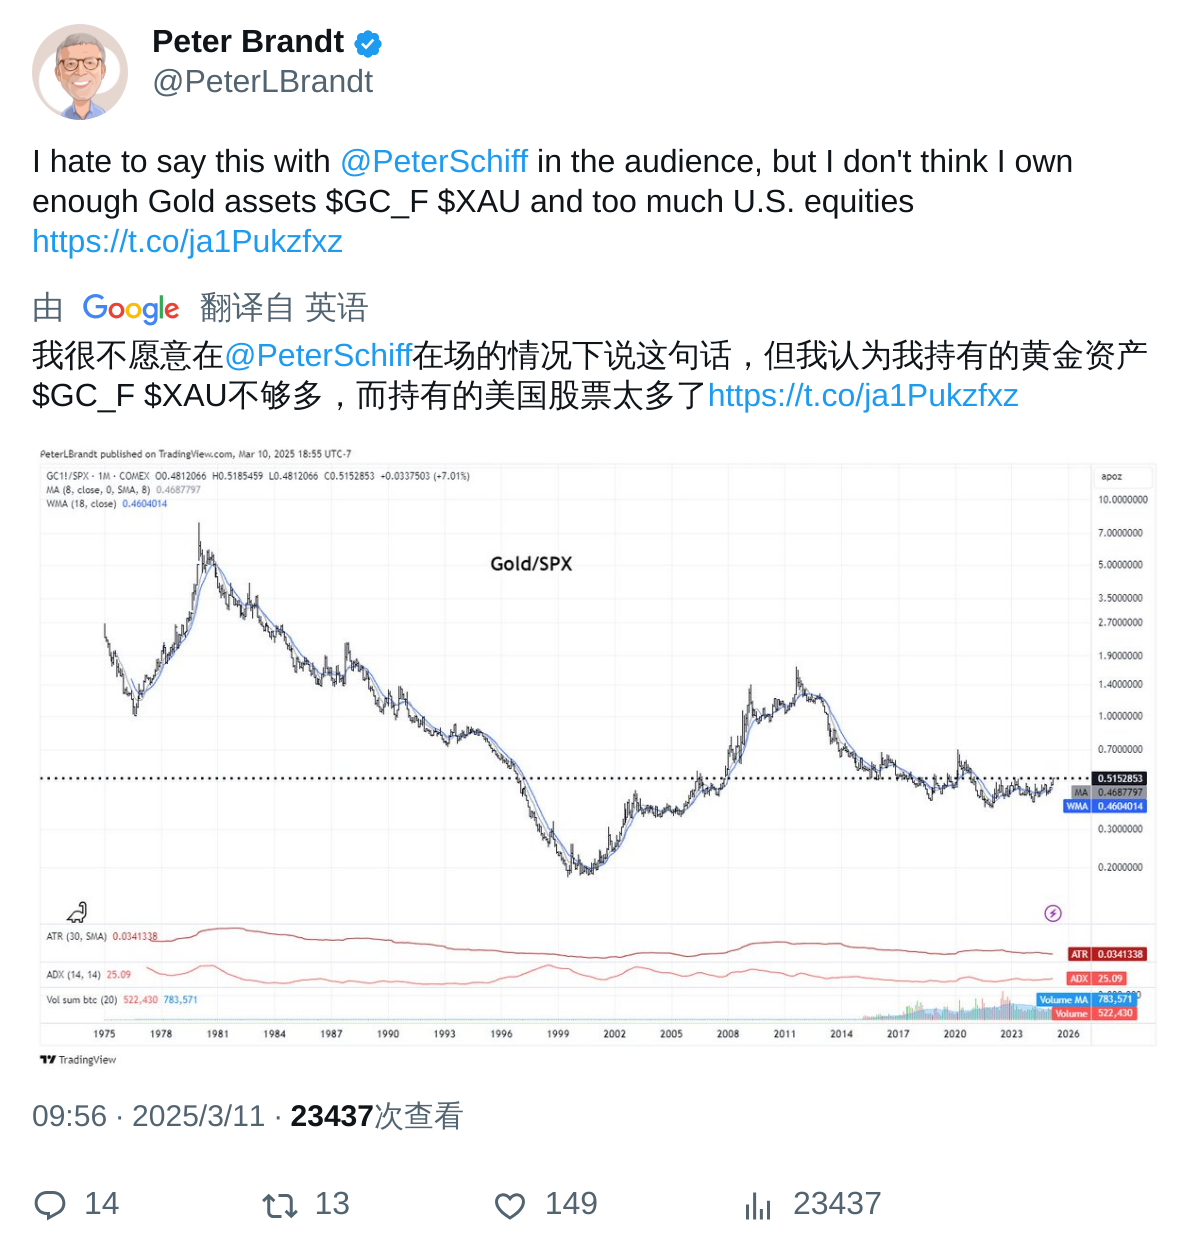 Peter Brandt
@PeterLBrandt
I hate to say this with @PeterSchiff in the audience, but I don't think I own
enough Gold assets $GC_F $XAU and too much U.S. equities
https://t.co/ja1Pukzfxz
由 Google 翻译自 英语
我很不愿意在@PeterSchiff在场的情况下说这句话，但我认为我持有的黄金资产
$GC_F $XAU不够多，而持有的美国股票太多了https://t.co/ja1Pukzfxz
PeterLBrandt published on TradingView.com, Mar 10, 2025 18:55 UTC-7
GC1!/SPX · 1M · COMEX O0.4812066 H0.5185459 L0.4812066 C0.5152853 +0.0337503 (+7.01%)
MA (8, close, 0, SMA, 8) 0.4687797
WMA (18, close) 0.4604014
Gold/SPX
apoz
10.0000000
7.0000000
5.0000000
3.5000000
2.7000000
1.9000000
1.4000000
1.0000000
0.7000000
0.5152853
MA 0.4687797
WMA 0.4604014
0.3000000
0.2000000
ATR (30, SMA) 0.0341338
ATR 0.0341338
ADX (14, 14) 25.09
ADX 25.09
Vol sum btc (20) 522,430 783,571
Volume MA 783,571
Volume 522,430
1975 1978 1981 1984 1987 1990 1993 1996 1999 2002 2005 2008 2011 2014 2017 2020 2023 2026
TradingView
09:56 · 2025/3/11 · 23437次查看
14 13 149 23437